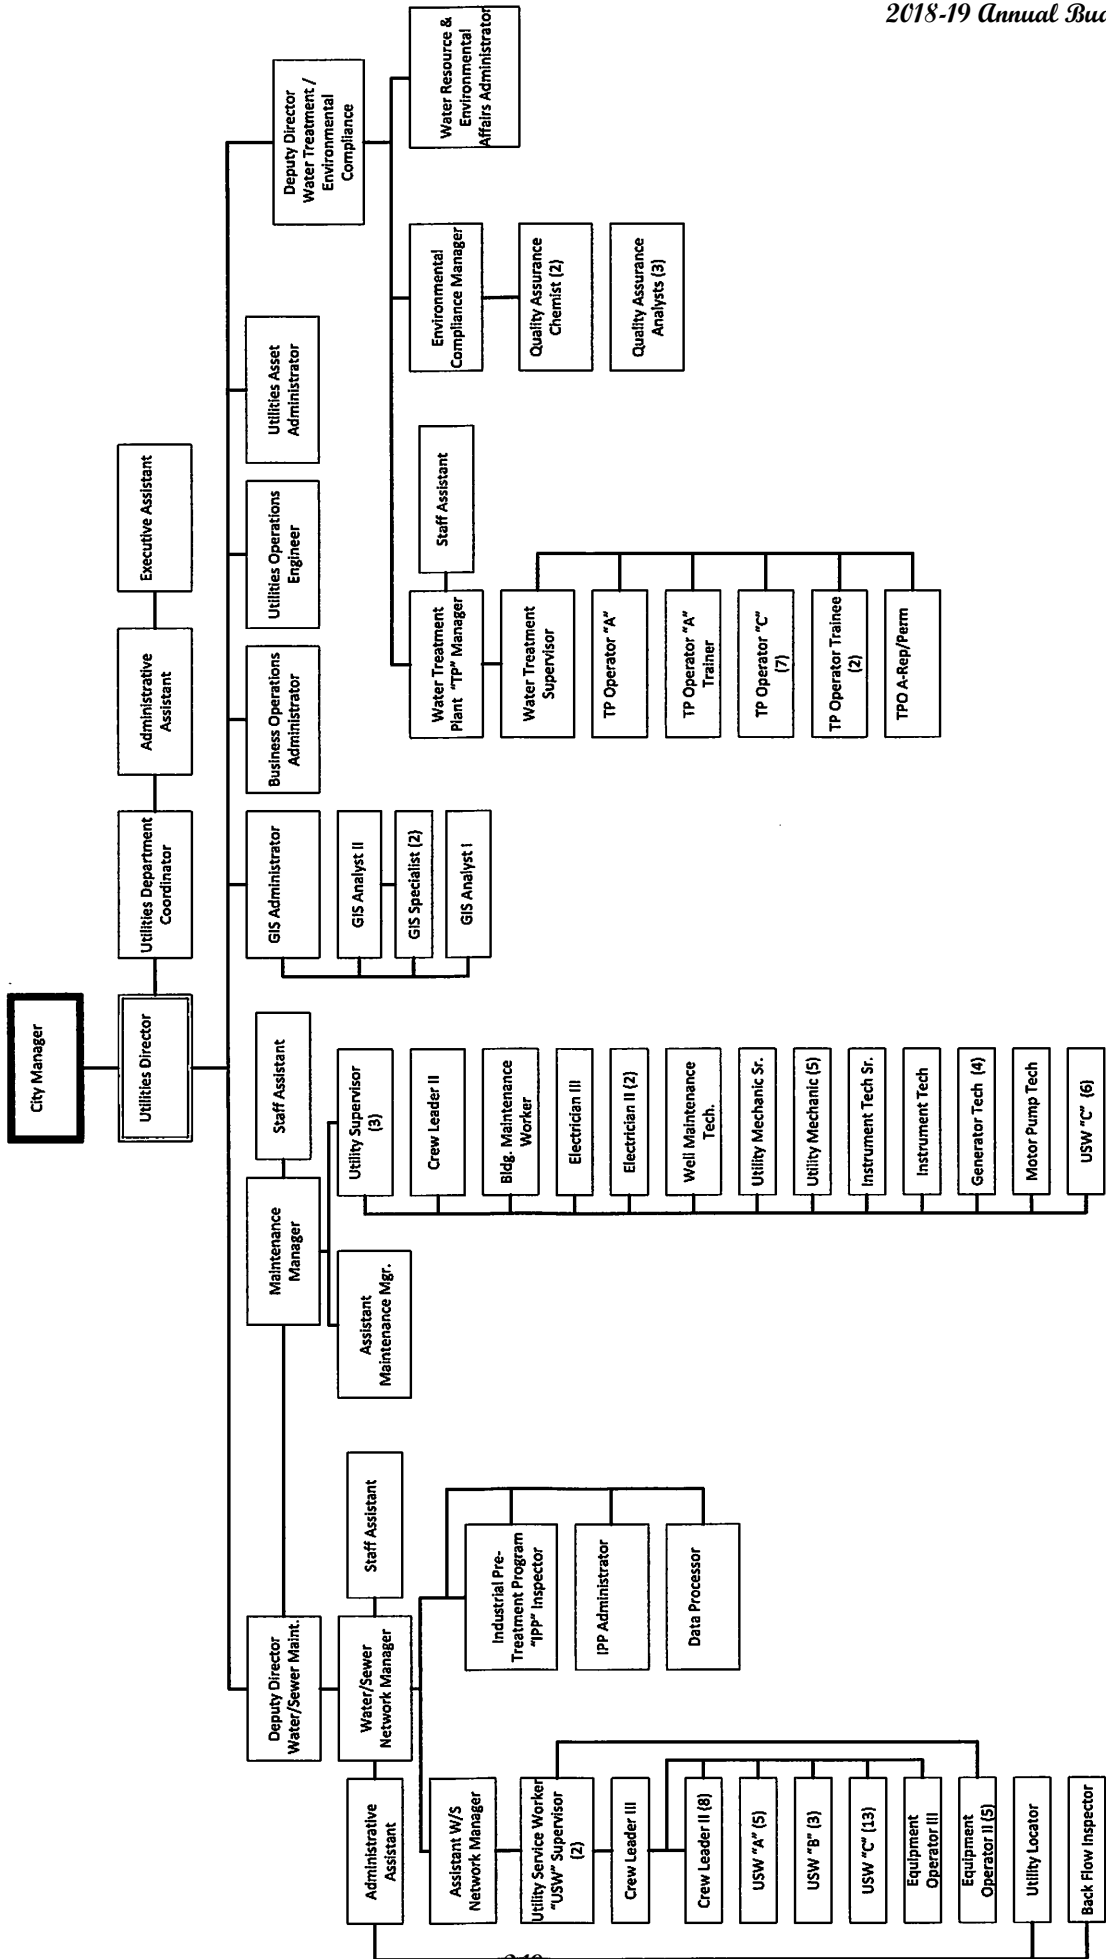 2018-19 Annual Bud
City Manager
Utilities Director
Utilities Department
Coordinator
Administrative
Assistant
Executive Assistant
Deputy Director
Water/Sewer Maint.
Maintenance
Manager
Staff Assistant
GIS Administrator
Business Operations
Administrator
Utilities Operations
Engineer
Utilities Asset
Administrator
Deputy Director
Water Treatment /
Environmental
Compliance
Administrative
Assistant
Water/Sewer
Network Manager
Staff Assistant
Assistant W/S
Network Manager
Utility Service Worker
"USW" Supervisor
(2)
Crew Leader III
Crew Leader II (8)
USW "A" (5)
USW "B" (3)
USW "C" (13)
Equipment
Operator III
Equipment
Operator II (5)
Utility Locator
Back Flow Inspector
Industrial Pre-
Treatment Program
"IPP" Inspector
IPP Administrator
Data Processor
Assistant
Maintenance Mgr.
Utility Supervisor
(3)
Crew Leader II
Bldg. Maintenance
Worker
Electrician III
Electrician II (2)
Well Maintenance
Tech.
Utility Mechanic Sr.
Utility Mechanic (5)
Instrument Tech Sr.
Instrument Tech
Generator Tech (4)
Motor Pump Tech
USW "C" (6)
GIS Analyst II
GIS Specialist (2)
GIS Analyst I
Water Treatment
Plant "TP" Manager
Staff Assistant
Water Treatment
Supervisor
TP Operator "A"
TP Operator "A"
Trainer
TP Operator "C"
(7)
TP Operator Trainee
(2)
TPO A-Rep/Perm
Environmental
Compliance Manager
Quality Assurance
Chemist (2)
Quality Assurance
Analysts (3)
Water Resource &
Environmental
Affairs Administrator